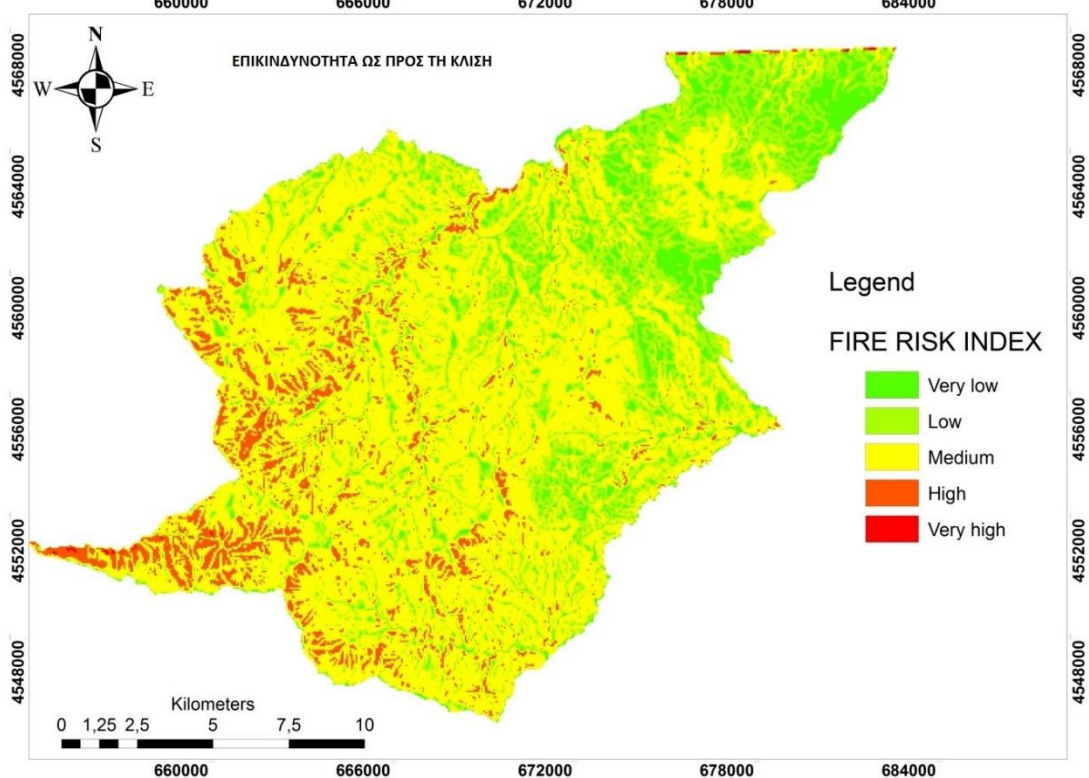 660000 666000 672000 678000 684000
ΕΠΙΚΙΝΔΥΝΟΤΗΤΑ ΩΣ ΠΡΟΣ ΤΗ ΚΛΙΣΗ
N
W E
S
4568000 4568000
4564000 4564000
4560000 4560000
4556000 4556000
4552000 4552000
4548000 4548000
Legend
FIRE RISK INDEX
Very low
Low
Medium
High
Very high
Kilometers
0 1,25 2,5 5 7,5 10
660000 666000 672000 678000 684000